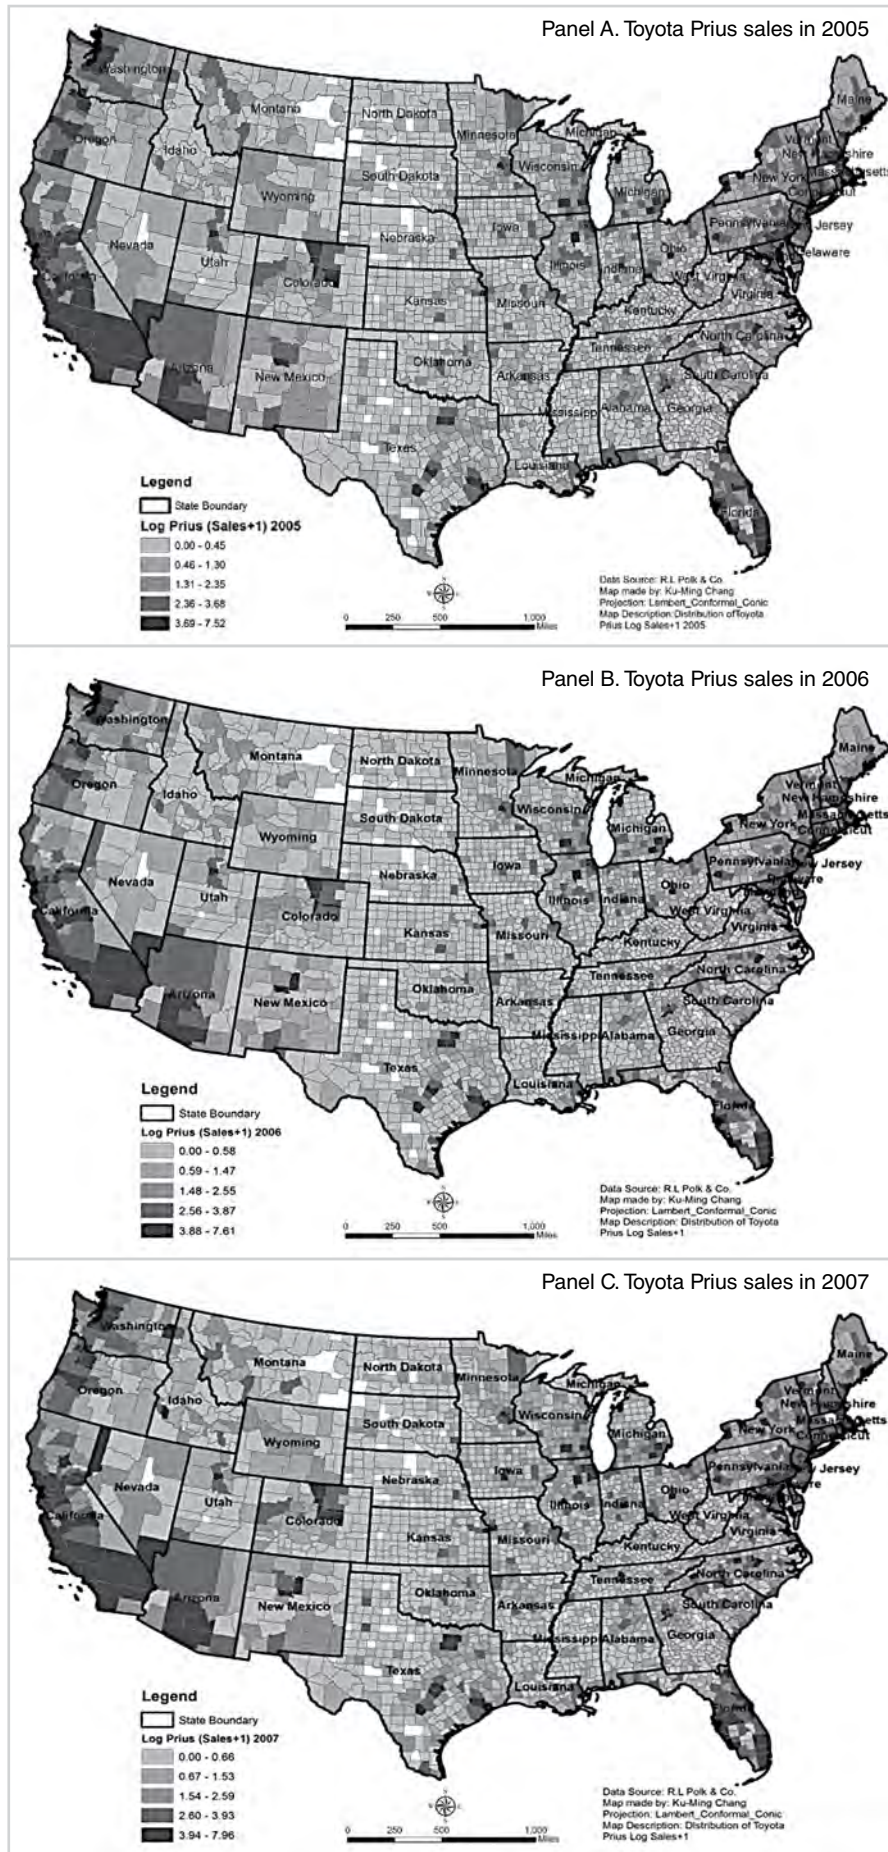 Panel A. Toyota Prius sales in 2005
Washington
Montana
North Dakota
Minnesota
Michigan
Maine
Oregon
Idaho
Wisconsin
Vermont
New Hampshire
Massachusetts
South Dakota
New York
Connecticut
Wyoming
Michigan
Nevada
Iowa
Pennsylvania
New Jersey
Nebraska
Ohio
Delaware
Utah
Illinois
Indiana
West Virginia
California
Colorado
Virginia
Kansas
Missouri
Kentucky
North Carolina
Tennessee
Arizona
New Mexico
Oklahoma
Arkansas
South Carolina
Mississippi
Alabama
Georgia
Texas
Louisiana
Florida
Legend
State Boundary
Log Prius (Sales+1) 2005
0.00 - 0.45
0.46 - 1.30
1.31 - 2.35
2.36 - 3.68
3.69 - 7.52
0 250 500 1,000
Miles
Data Source: R.L Polk & Co.
Map made by: Ku-Ming Chang
Projection: Lambert_Conformal_Conic
Map Description: Distribution of Toyota
Prius Log Sales+1 2005
Panel B. Toyota Prius sales in 2006
Washington
Montana
North Dakota
Minnesota
Michigan
Maine
Oregon
Idaho
Wisconsin
Vermont
New Hampshire
South Dakota
Massachusetts
New York
Connecticut
Wyoming
Michigan
Nevada
Iowa
Pennsylvania
New Jersey
Nebraska
Ohio
Delaware
Utah
Illinois
Indiana
West Virginia
California
Colorado
Virginia
Kansas
Missouri
Kentucky
North Carolina
Tennessee
Arizona
New Mexico
Oklahoma
Arkansas
South Carolina
Mississippi
Alabama
Georgia
Texas
Louisiana
Florida
Legend
State Boundary
Log Prius (Sales+1) 2006
0.00 - 0.58
0.59 - 1.47
1.48 - 2.55
2.56 - 3.87
3.88 - 7.61
0 250 500 1,000
Miles
Data Source: R.L Polk & Co.
Map made by: Ku-Ming Chang
Projection: Lambert_Conformal_Conic
Map Description: Distribution of Toyota
Prius Log Sales+1
Panel C. Toyota Prius sales in 2007
Washington
Montana
North Dakota
Minnesota
Michigan
Maine
Oregon
Idaho
Wisconsin
Vermont
New Hampshire
South Dakota
Massachusetts
New York
Connecticut
Wyoming
Michigan
Nevada
Iowa
Pennsylvania
New Jersey
Nebraska
Ohio
Utah
Illinois
Indiana
West Virginia
California
Colorado
Virginia
Kansas
Missouri
Kentucky
North Carolina
Tennessee
Arizona
New Mexico
Oklahoma
Arkansas
South Carolina
Mississippi
Alabama
Georgia
Texas
Louisiana
Florida
Legend
State Boundary
Log Prius (Sales+1) 2007
0.00 - 0.66
0.67 - 1.53
1.54 - 2.59
2.60 - 3.93
3.94 - 7.96
0 250 500 1,000
Miles
Data Source: R.L Polk & Co.
Map made by: Ku-Ming Chang
Projection: Lambert_Conformal_Conic
Map Description: Distribution of Toyota
Prius Log Sales+1